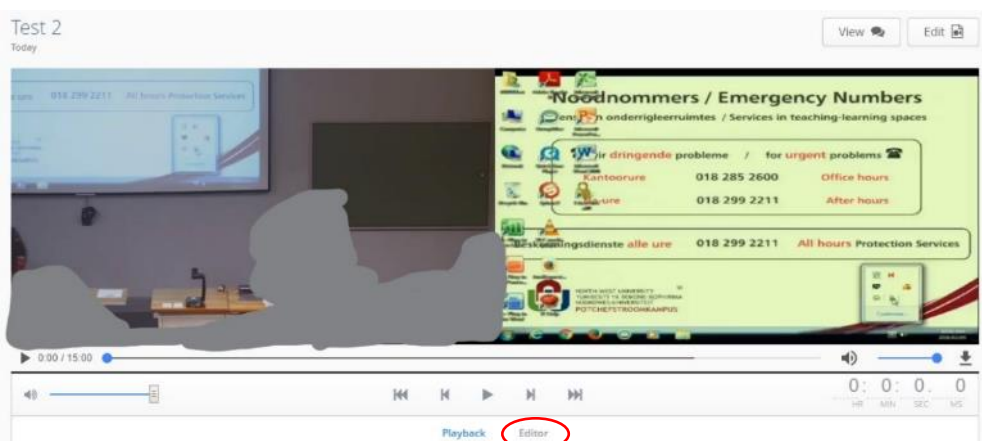 Test 2
Today
View
Edit
018 299 2211 All hours Protection Services
Noodnommers / Emergency Numbers
onderrigleerruimtes / Services in teaching-learning spaces
dringende probleme / for urgent problems
Kantoorure 018 285 2600 Office hours
ure 018 299 2211 After hours
alle ure 018 299 2211 All hours Protection Services
NORTH-WEST UNIVERSITY
POTCHEFSTROOMKAMPUS
0:00 / 15:00
0: 0: 0. 0
HR MIN SEC MS
Playback Editor